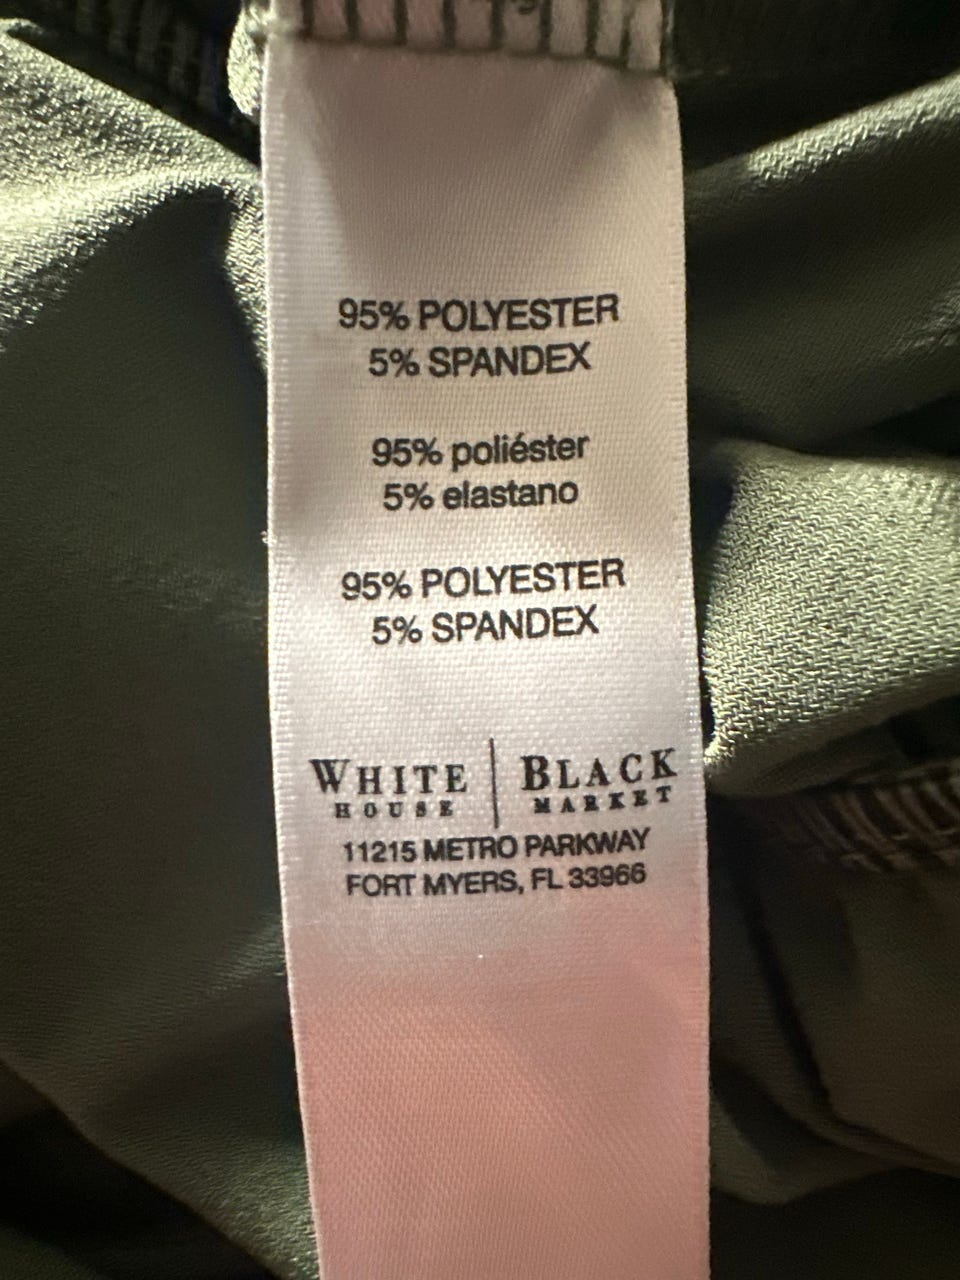 95% POLYESTER
5% SPANDEX
95% poliéster
5% elastano
95% POLYESTER
5% SPANDEX
WHITE HOUSE | BLACK MARKET
11215 METRO PARKWAY
FORT MYERS, FL 33966